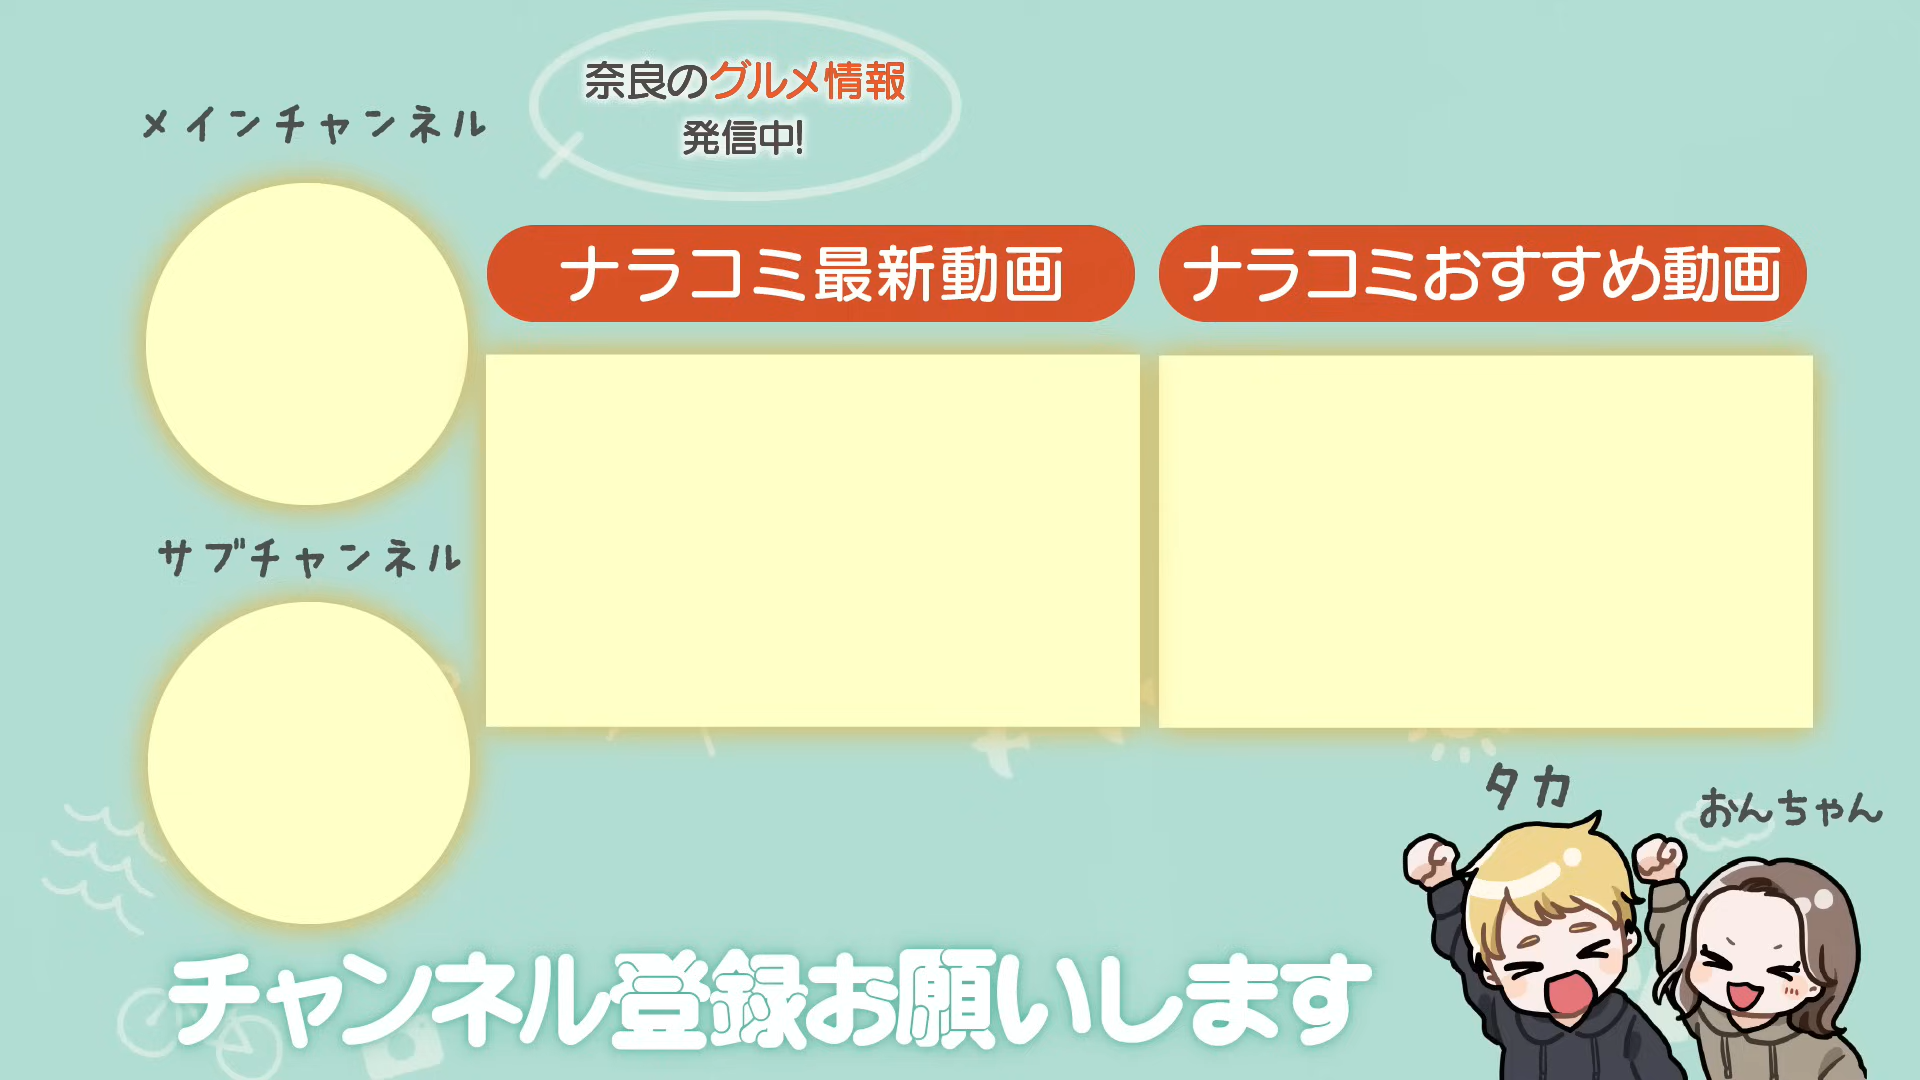 奈良のグルメ情報
発信中!
メインチャンネル
ナラコミ最新動画
ナラコミおすすめ動画
サブチャンネル
タカ
おんちゃん
チャンネル登録お願いします